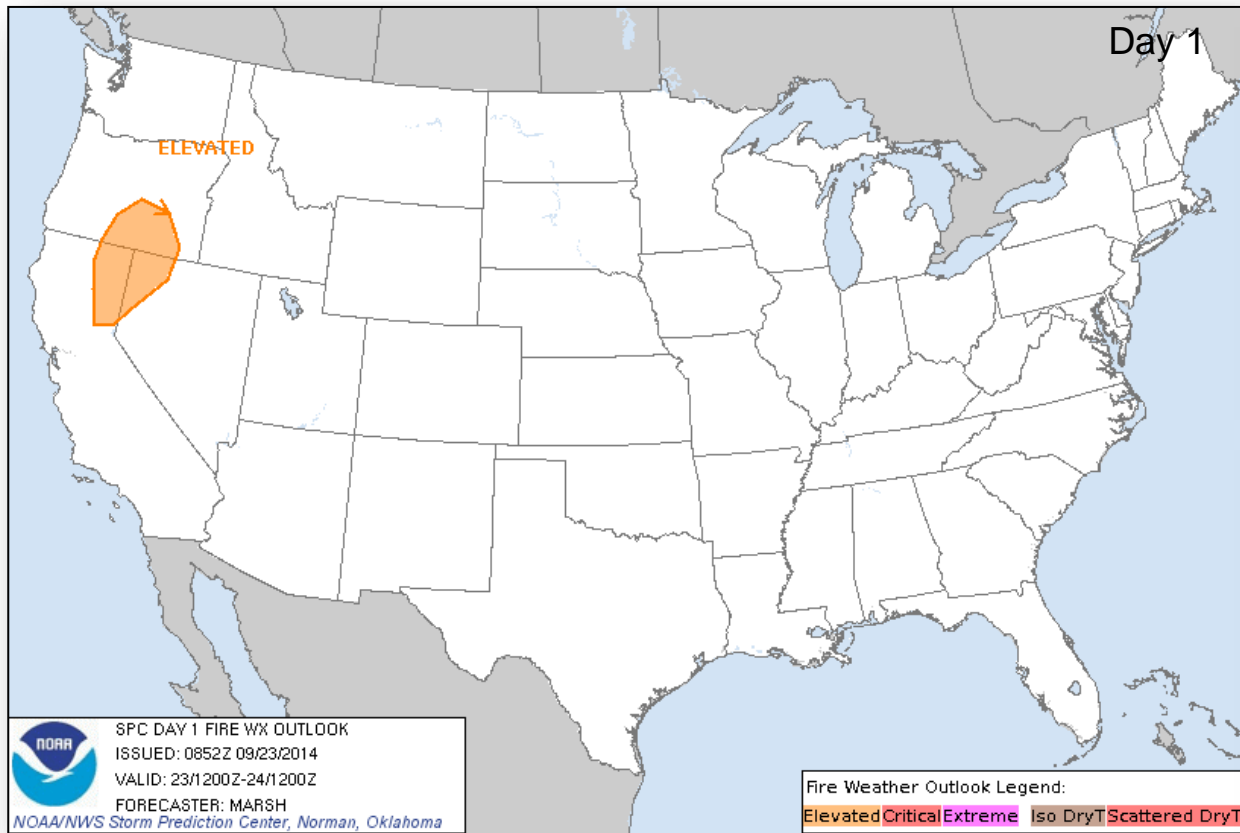 Day 1
ELEVATED
NOAA
SPC DAY 1 FIRE WX OUTLOOK
ISSUED: 0852Z 09/23/2014
VALID: 23/1200Z-24/1200Z
FORECASTER: MARSH
NOAA/NWS Storm Prediction Center, Norman, Oklahoma
Fire Weather Outlook Legend:
Elevated Critical Extreme Iso DryT Scattered DryT